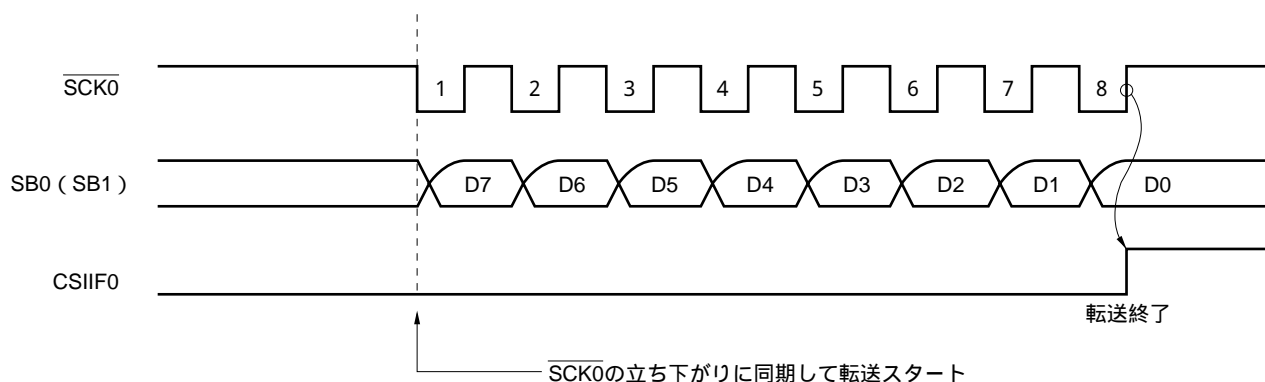 SCK0
1 2 3 4 5 6 7 8
SB0 ( SB1 )
D7 D6 D5 D4 D3 D2 D1 D0
CSIIF0
転送終了
SCK0の立ち下がりに同期して転送スタート